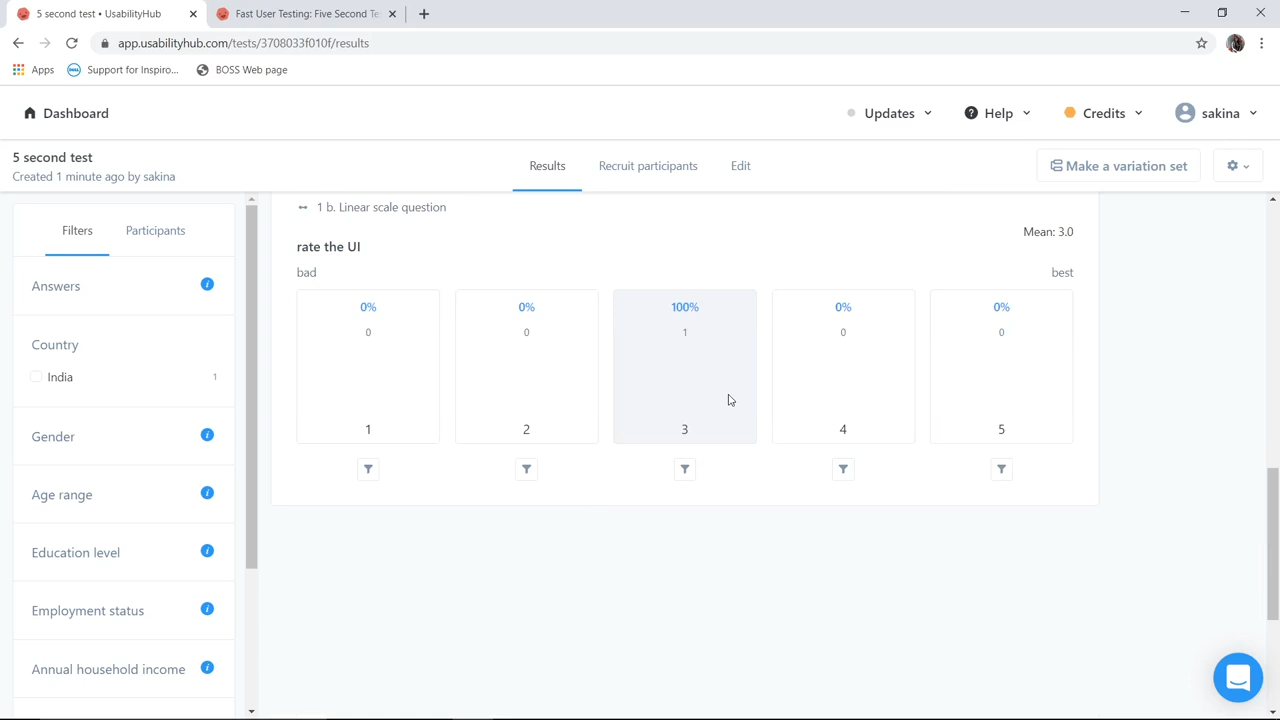 5 second test • UsabilityHub
Fast User Testing: Five Second Te
app.usabilityhub.com/tests/3708033f010f/results
Apps
Support for Inspiro...
BOSS Web page
Dashboard
Updates
Help
Credits
sakina
5 second test
Created 1 minute ago by sakina
Results
Recruit participants
Edit
Make a variation set
Filters
Participants
Answers
Country
India
1
Gender
Age range
Education level
Employment status
Annual household income
1 b. Linear scale question
Mean: 3.0
rate the UI
bad
best
0%
0%
100%
0%
0%
0
0
1
0
0
1
2
3
4
5